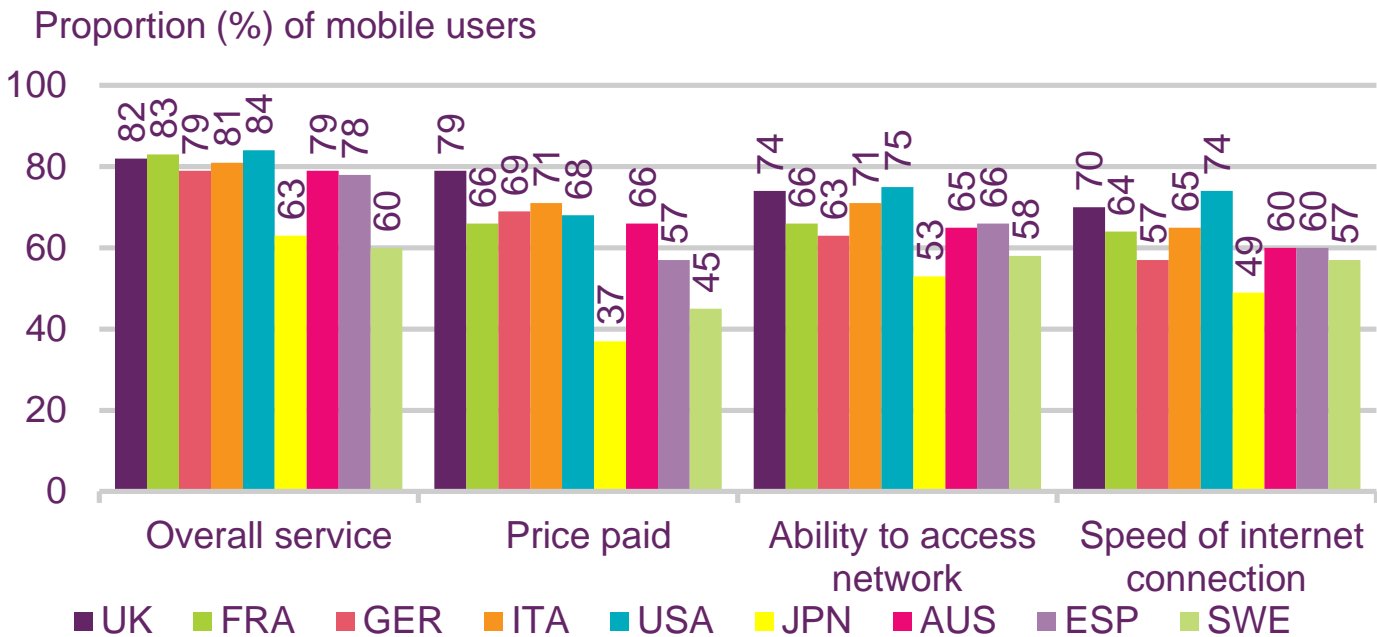 Proportion (%) of mobile users
100
80
60
40
20
0
82 83 79 81 84 63 79 78 60
79 66 69 71 68 37 66 57 45
74 66 63 71 75 53 65 66 58
70 64 57 65 74 49 60 60 57
Overall service
Price paid
Ability to access
network
Speed of internet
connection
UK FRA GER ITA USA JPN AUS ESP SWE